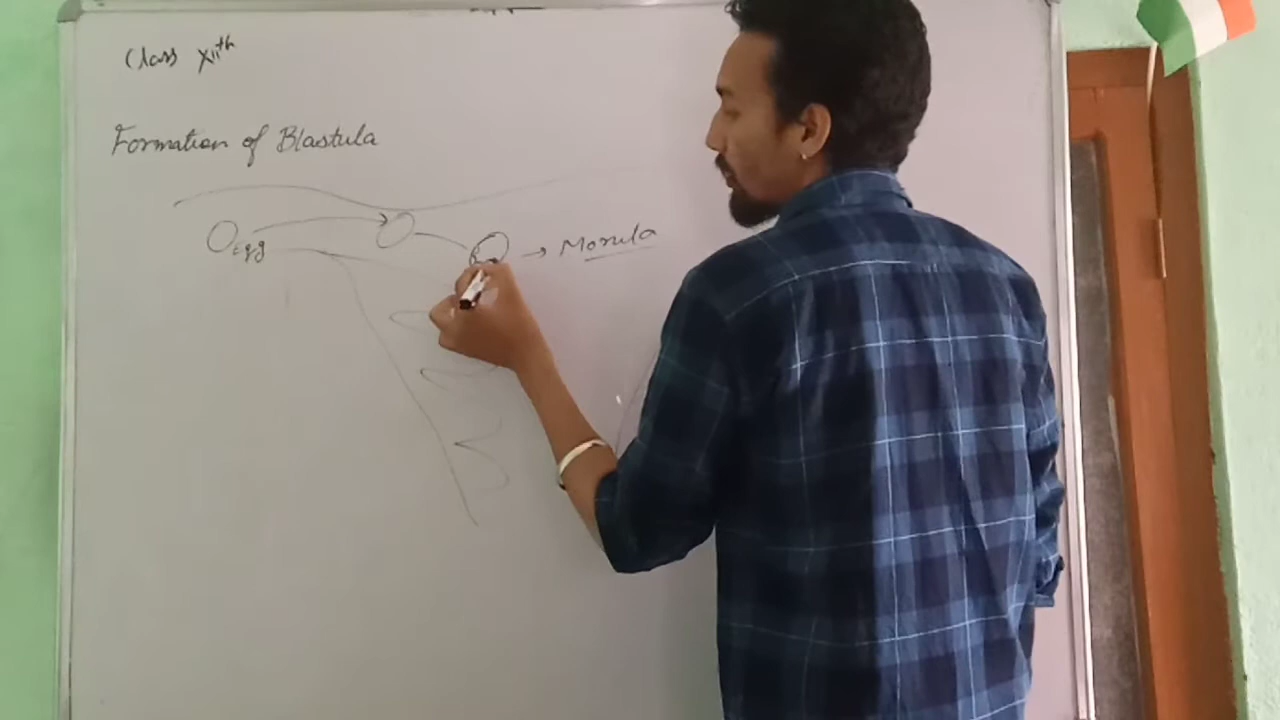 Class XIIth
Formation of Blastula
egg
→ Morula